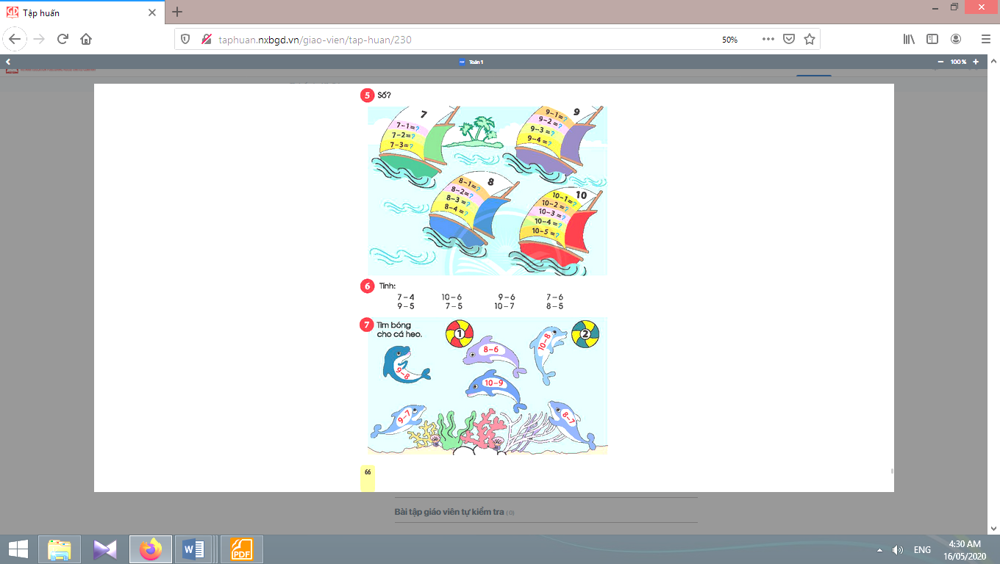 Tập huấn
taphuan.nxbgd.vn/giao-vien/tap-huan/230
50%
Toán 1
100 %
5 Số?
7
7-1=?
7-2=?
7-3=?
9
9-1=?
9-2=?
9-3=?
9-4=?
8
8-1=?
8-2=?
8-3=?
8-4=?
10
10-1=?
10-2=?
10-3=?
10-4=?
10-5=?
6 Tính:
7-4 10-6 9-6 7-6
9-5 7-5 10-7 8-5
7 Tìm bóng
cho cá heo.
1
2
9-8
8-6
10-8
10-9
9-7
8-7
66
Bài tập giáo viên tự kiểm tra (0)
PDF
ENG
4:30 AM
16/05/2020